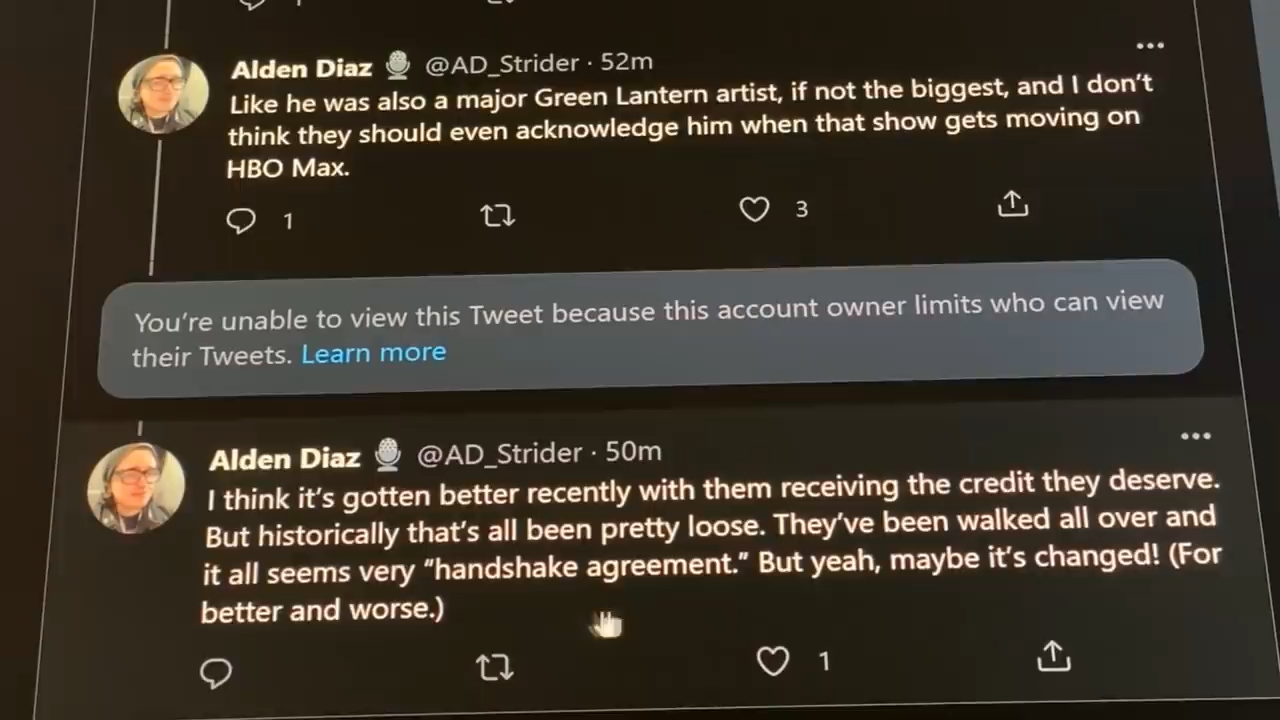 1
Alden Diaz @AD_Strider · 52m
Like he was also a major Green Lantern artist, if not the biggest, and I don't
think they should even acknowledge him when that show gets moving on
HBO Max.
1 3
You're unable to view this Tweet because this account owner limits who can view
their Tweets. Learn more
Alden Diaz @AD_Strider · 50m
I think it's gotten better recently with them receiving the credit they deserve.
But historically that's all been pretty loose. They've been walked all over and
it all seems very "handshake agreement." But yeah, maybe it's changed! (For
better and worse.)
1